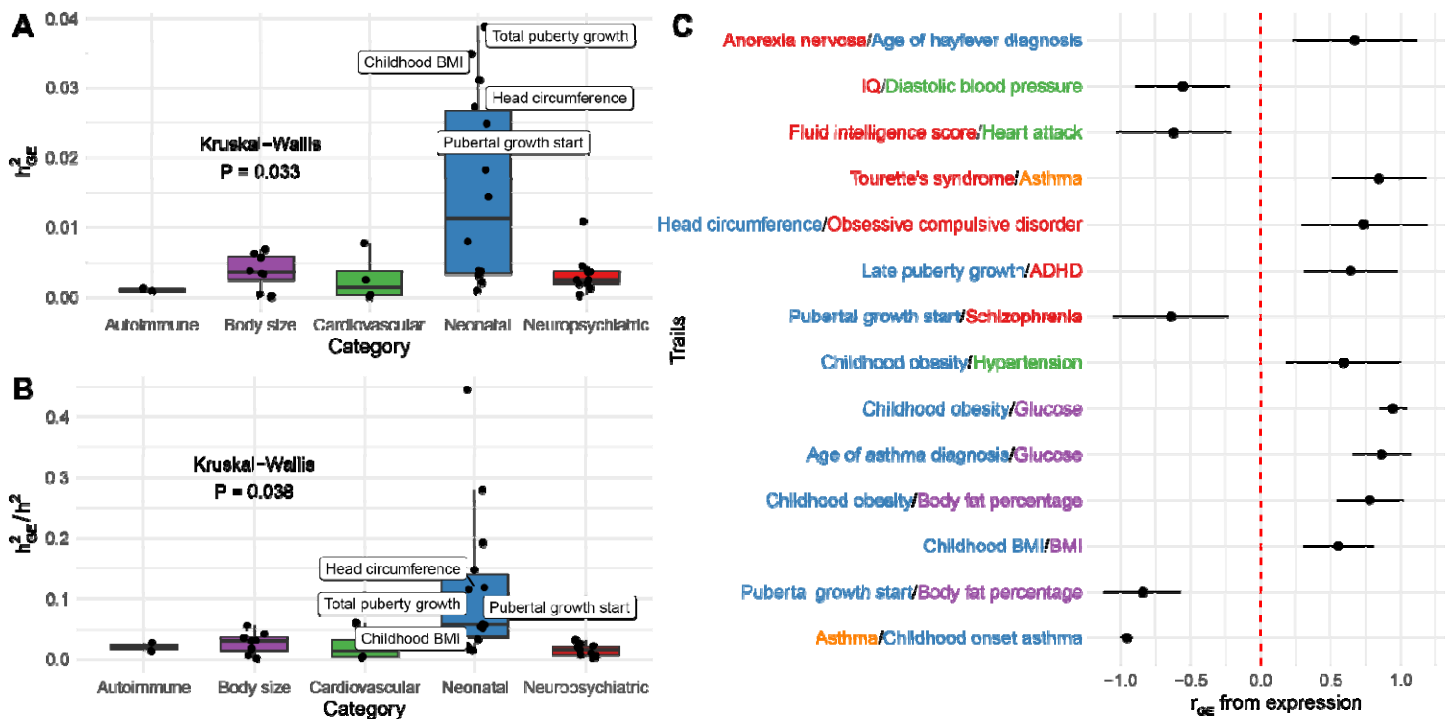 A
0.04
0.03
0.02
0.01
0.00
h²GE
Kruskal-Wallis
P = 0.033
Total puberty growth
Childhood BMI
Head circumference
Pubertal growth start
Autoimmune Body size Cardiovascular Neonatal Neuropsychiatric
Category
B
0.4
0.3
0.2
0.1
0.0
h²GE/h²
Kruskal-Wallis
P = 0.038
Head circumference
Total puberty growth
Pubertal growth start
Childhood BMI
Autoimmune Body size Cardiovascular Neonatal Neuropsychiatric
Category
C
Traits
Anorexia nervosa/Age of hayfever diagnosis
IQ/Diastolic blood pressure
Fluid intelligence score/Heart attack
Tourette's syndrome/Asthma
Head circumference/Obsessive compulsive disorder
Late puberty growth/ADHD
Pubertal growth start/Schizophrenia
Childhood obesity/Hypertension
Childhood obesity/Glucose
Age of asthma diagnosis/Glucose
Childhood obesity/Body fat percentage
Childhood BMI/BMI
Puberta growth start/Body fat percentage
Asthma/Childhood onset asthma
-1.0 -0.5 0.0 0.5 1.0
rGE from expression